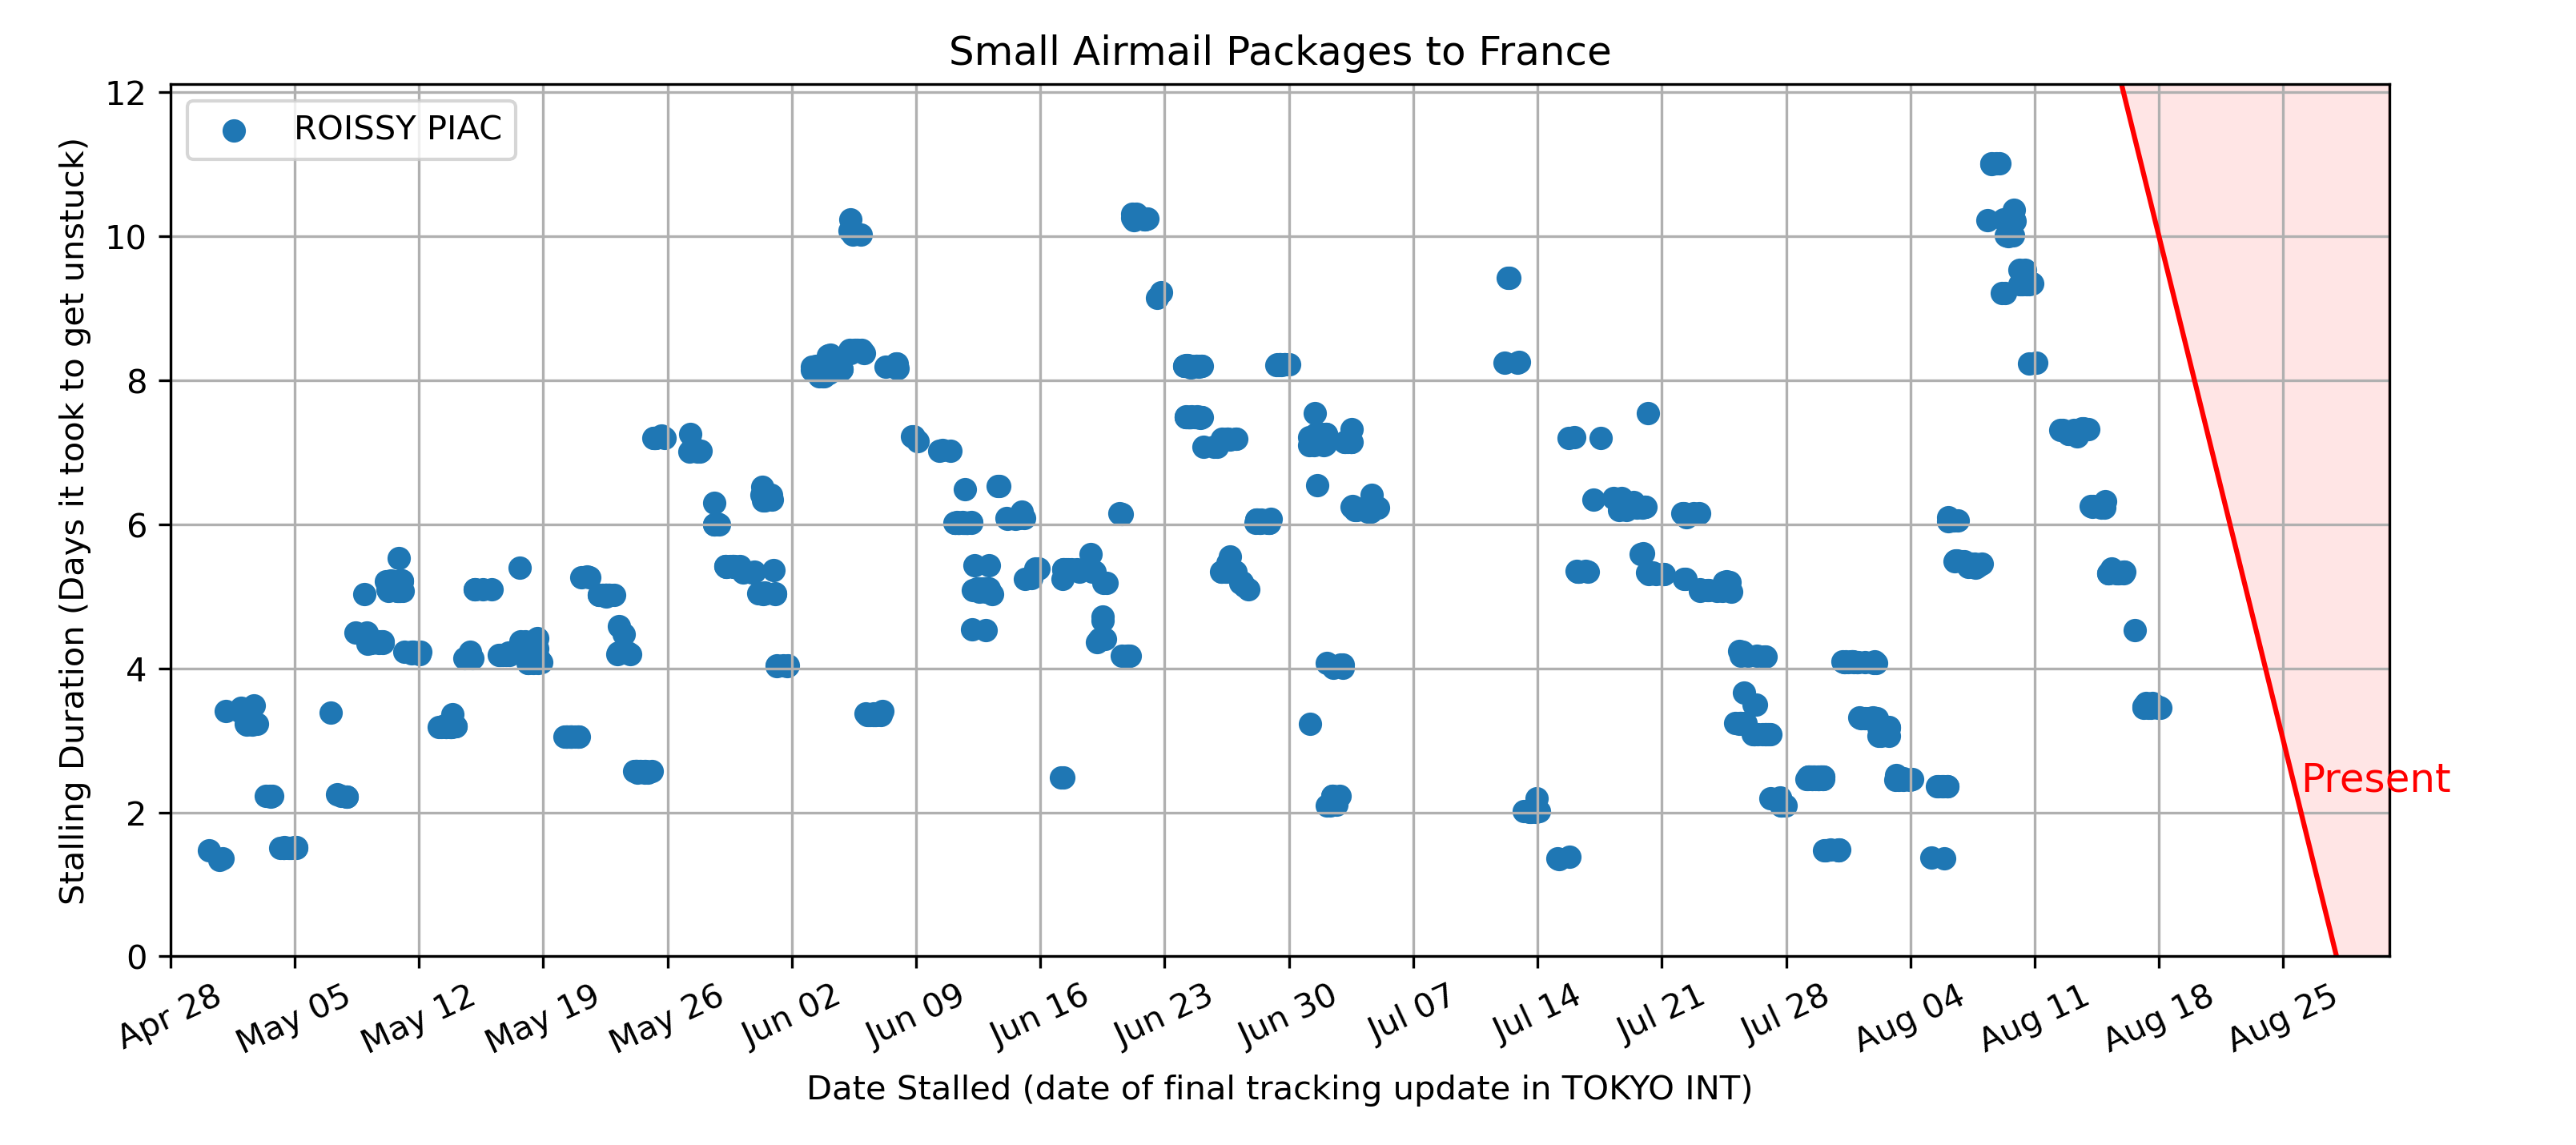 Small Airmail Packages to France
ROISSY PIAC
Stalling Duration (Days it took to get unstuck)
12
10
8
6
4
2
0
Present
Apr 28
May 05
May 12
May 19
May 26
Jun 02
Jun 09
Jun 16
Jun 23
Jun 30
Jul 07
Jul 14
Jul 21
Jul 28
Aug 04
Aug 11
Aug 18
Aug 25
Date Stalled (date of final tracking update in TOKYO INT)